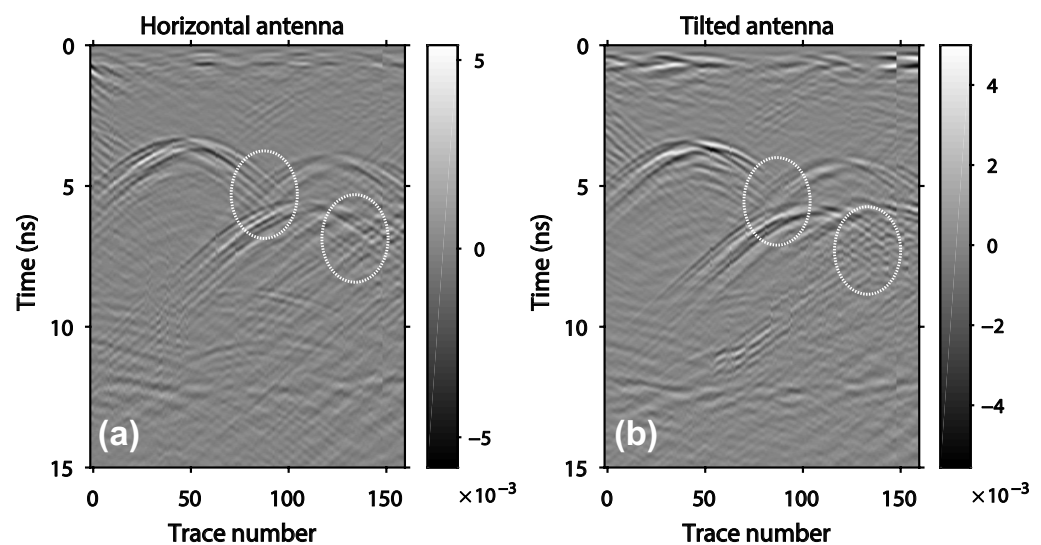 Horizontal antenna
0
5
10
15
Time (ns)
(a)
0 50 100 150
Trace number
5
0
−5
×10⁻³
Tilted antenna
0
5
10
15
Time (ns)
(b)
0 50 100 150
Trace number
4
2
0
−2
−4
×10⁻³